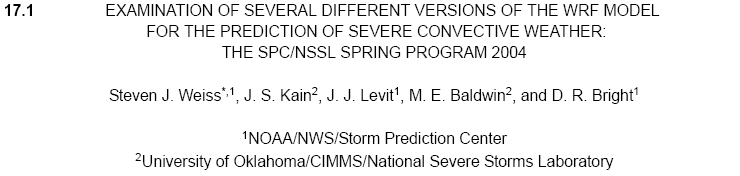 17.1 EXAMINATION OF SEVERAL DIFFERENT VERSIONS OF THE WRF MODEL
FOR THE PREDICTION OF SEVERE CONVECTIVE WEATHER:
THE SPC/NSSL SPRING PROGRAM 2004
Steven J. Weiss*,1, J. S. Kain2, J. J. Levit1, M. E. Baldwin2, and D. R. Bright1
1NOAA/NWS/Storm Prediction Center
2University of Oklahoma/CIMMS/National Severe Storms Laboratory